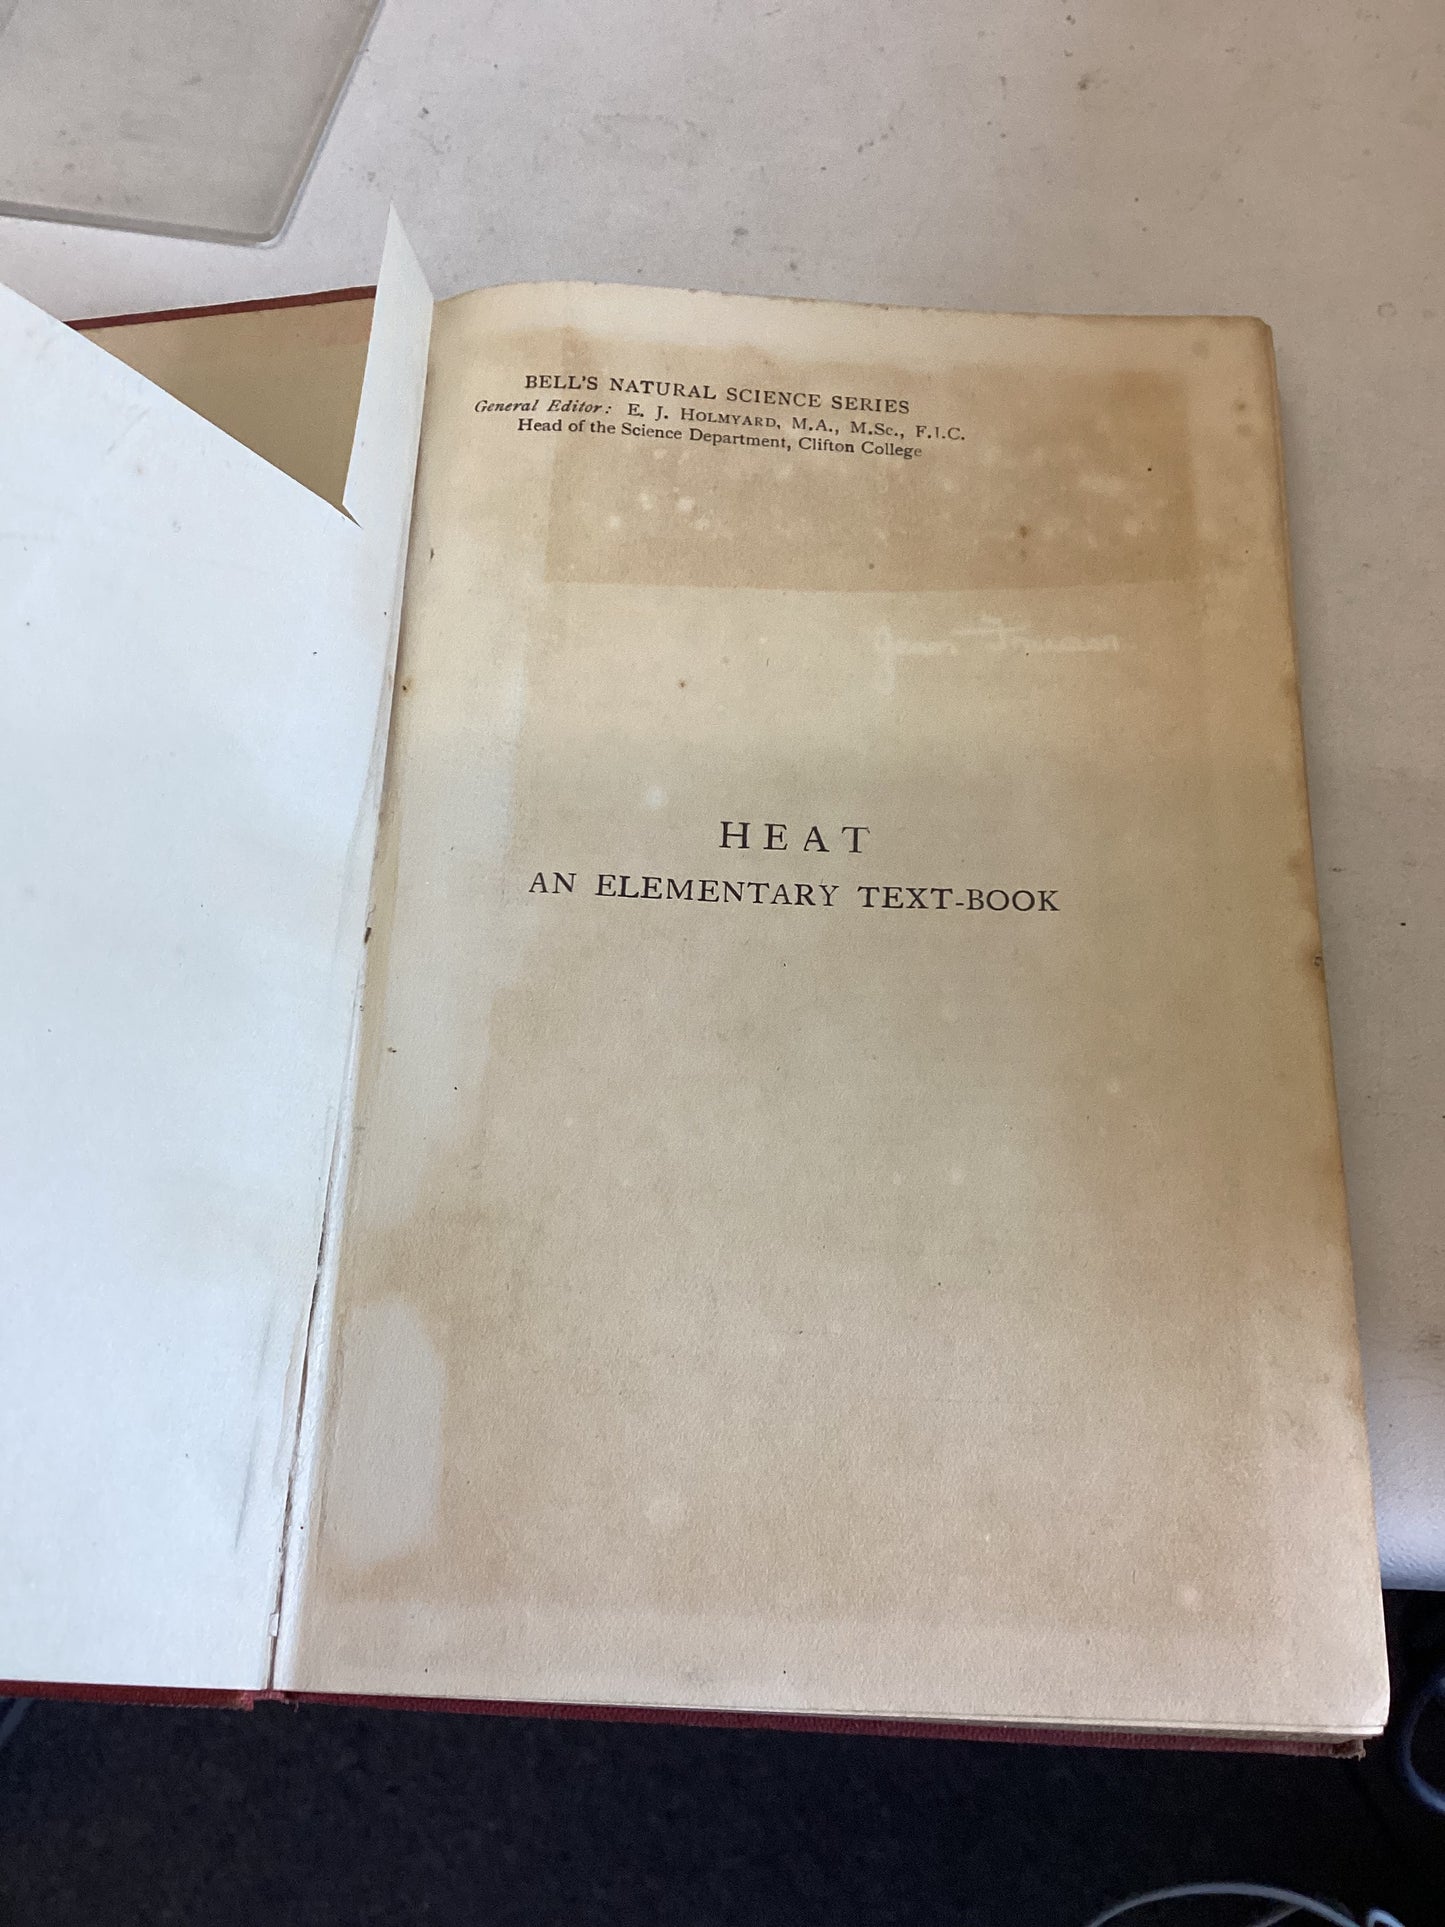 BELL'S NATURAL SCIENCE SERIES
General Editor: E. J. HOLMYARD, M.A., M.Sc., F.I.C.
Head of the Science Department, Clifton College
HEAT
AN ELEMENTARY TEXT-BOOK